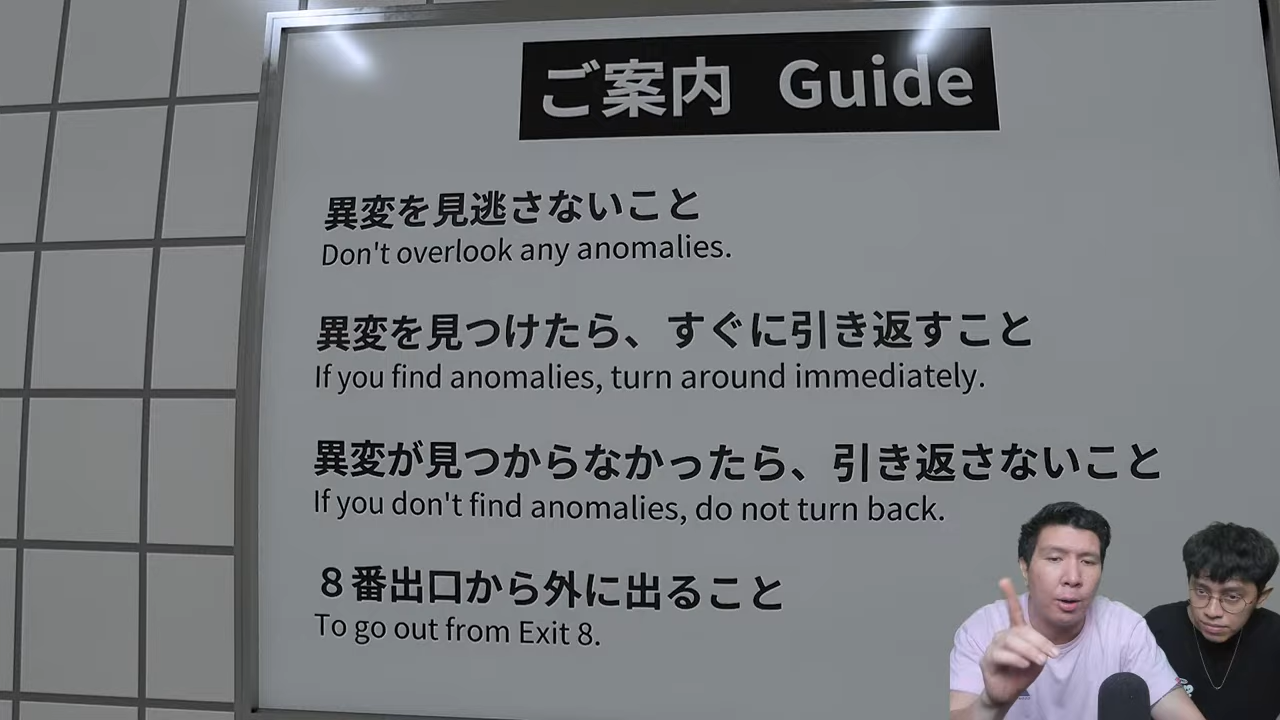 ご案内 Guide
異変を見逃さないこと
Don't overlook any anomalies.
異変を見つけたら、すぐに引き返すこと
If you find anomalies, turn around immediately.
異変が見つからなかったら、引き返さないこと
If you don't find anomalies, do not turn back.
8番出口から外に出ること
To go out from Exit 8.